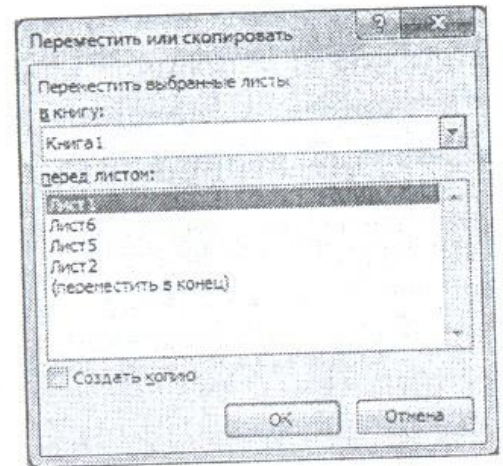 Переместить или скопировать
Переместить выбранные листы
в книгу:
Книга1
перед листом:
Лист1
Лист6
Лист5
Лист2
(переместить в конец)
Создать копию
ОК
Отмена